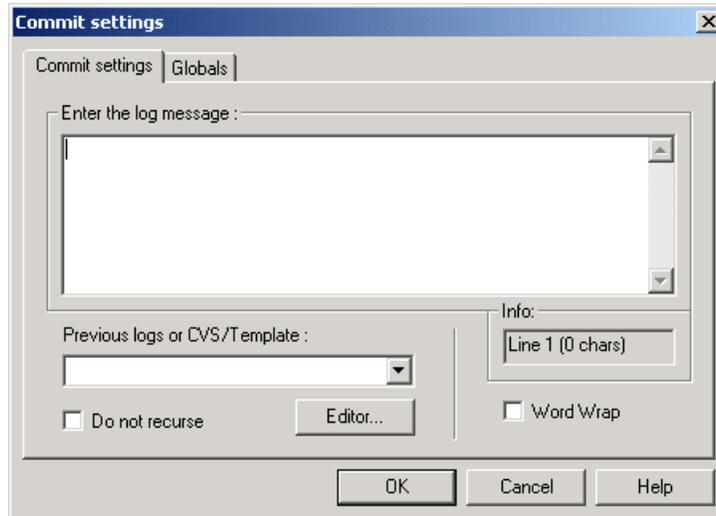 Commit settings
Commit settings Globals
Enter the log message :
Info:
Previous logs or CVS/Template :
Line 1 (0 chars)
Do not recurse Editor... Word Wrap
OK Cancel Help